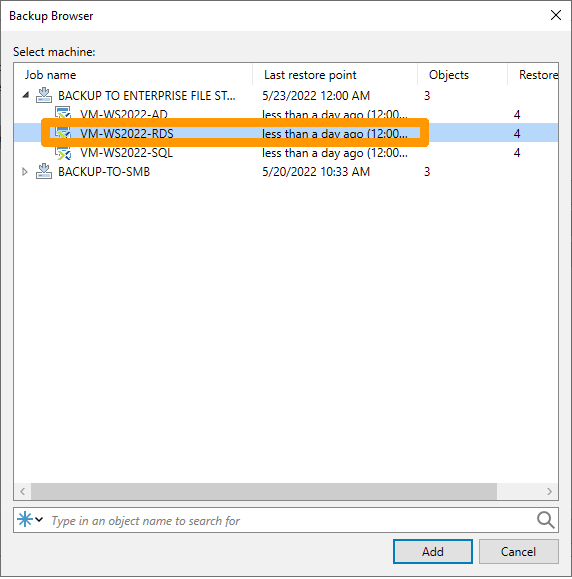 Backup Browser
Select machine:
Job name Last restore point Objects Restore
BACKUP TO ENTERPRISE FILE ST... 5/23/2022 12:00 AM 3
VM-WS2022-AD less than a day ago (12:00... 4
VM-WS2022-RDS less than a day ago (12:00... 4
VM-WS2022-SQL less than a day ago (12:00... 4
BACKUP-TO-SMB 5/20/2022 10:33 AM 3
Type in an object name to search for
Add Cancel